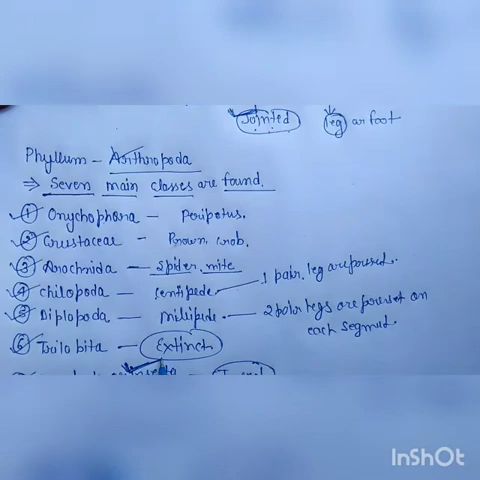 Jointed leg or foot
Phyllum - Arthropoda
⇒ Seven main classes are found.
① Onychophora - Peripatus.
② Crustaceae - Prown, crab.
③ Arachnida - Spider, mite
1 pair leg are found.
④ Chilopoda - Centipede
⑤ Diplopoda - Millipede. - 2 pair legs are present on
each segment.
⑥ Trilobita - Extinct
InShOt